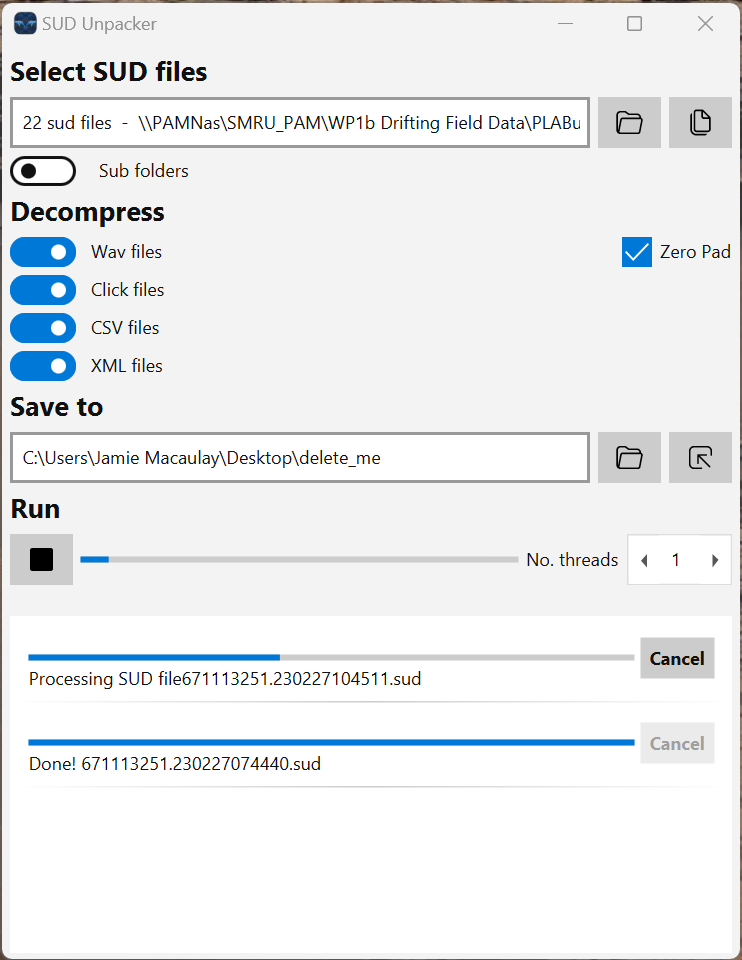 SUD Unpacker
Select SUD files
22 sud files  -  \\PAMNas\SMRU_PAM\WP1b Drifting Field Data\PLABu
Sub folders
Decompress
Wav files
Zero Pad
Click files
CSV files
XML files
Save to
C:\Users\Jamie Macaulay\Desktop\delete_me
Run
No. threads
1
Cancel
Processing SUD file671113251.230227104511.sud
Cancel
Done! 671113251.230227074440.sud